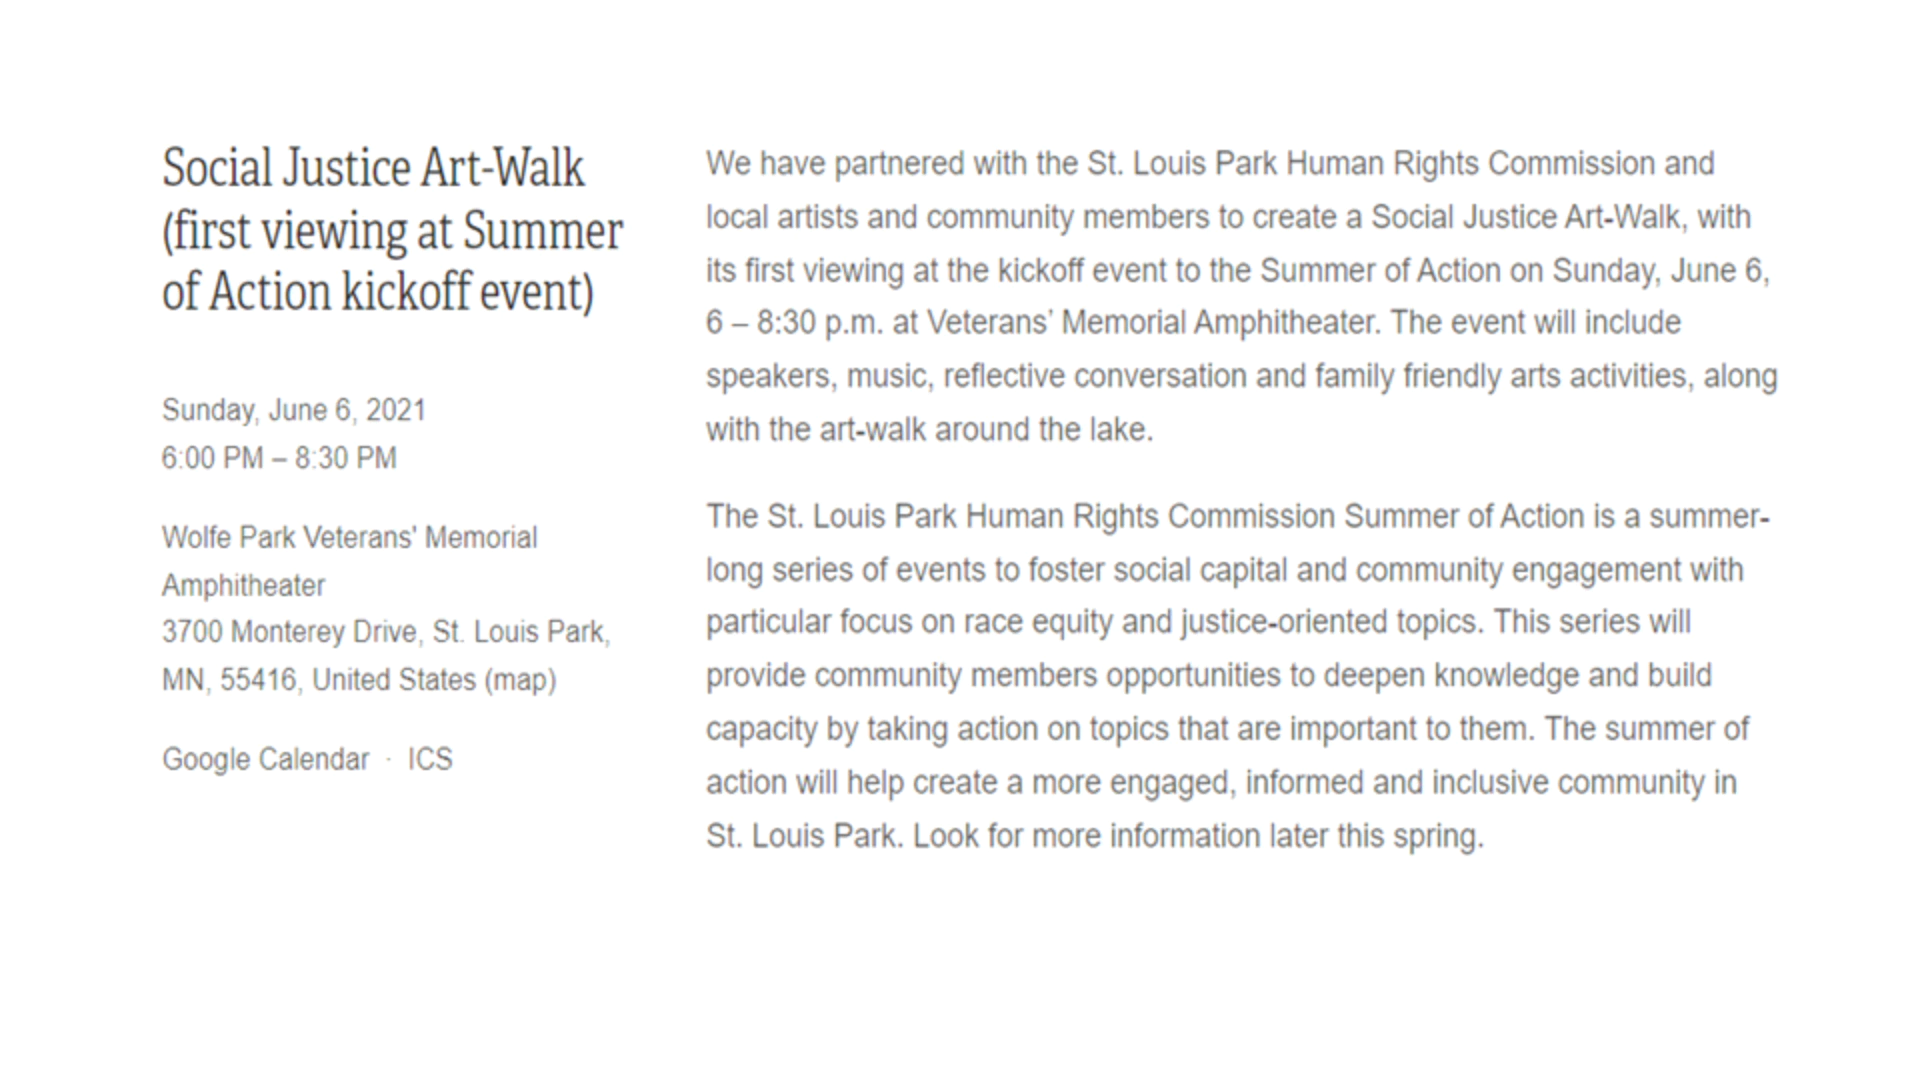 Social Justice Art-Walk
(first viewing at Summer
of Action kickoff event)
Sunday, June 6, 2021
6:00 PM – 8:30 PM
Wolfe Park Veterans' Memorial
Amphitheater
3700 Monterey Drive, St. Louis Park,
MN, 55416, United States (map)
Google Calendar · ICS
We have partnered with the St. Louis Park Human Rights Commission and
local artists and community members to create a Social Justice Art-Walk, with
its first viewing at the kickoff event to the Summer of Action on Sunday, June 6,
6 – 8:30 p.m. at Veterans’ Memorial Amphitheater. The event will include
speakers, music, reflective conversation and family friendly arts activities, along
with the art-walk around the lake.
The St. Louis Park Human Rights Commission Summer of Action is a summer-
long series of events to foster social capital and community engagement with
particular focus on race equity and justice-oriented topics. This series will
provide community members opportunities to deepen knowledge and build
capacity by taking action on topics that are important to them. The summer of
action will help create a more engaged, informed and inclusive community in
St. Louis Park. Look for more information later this spring.